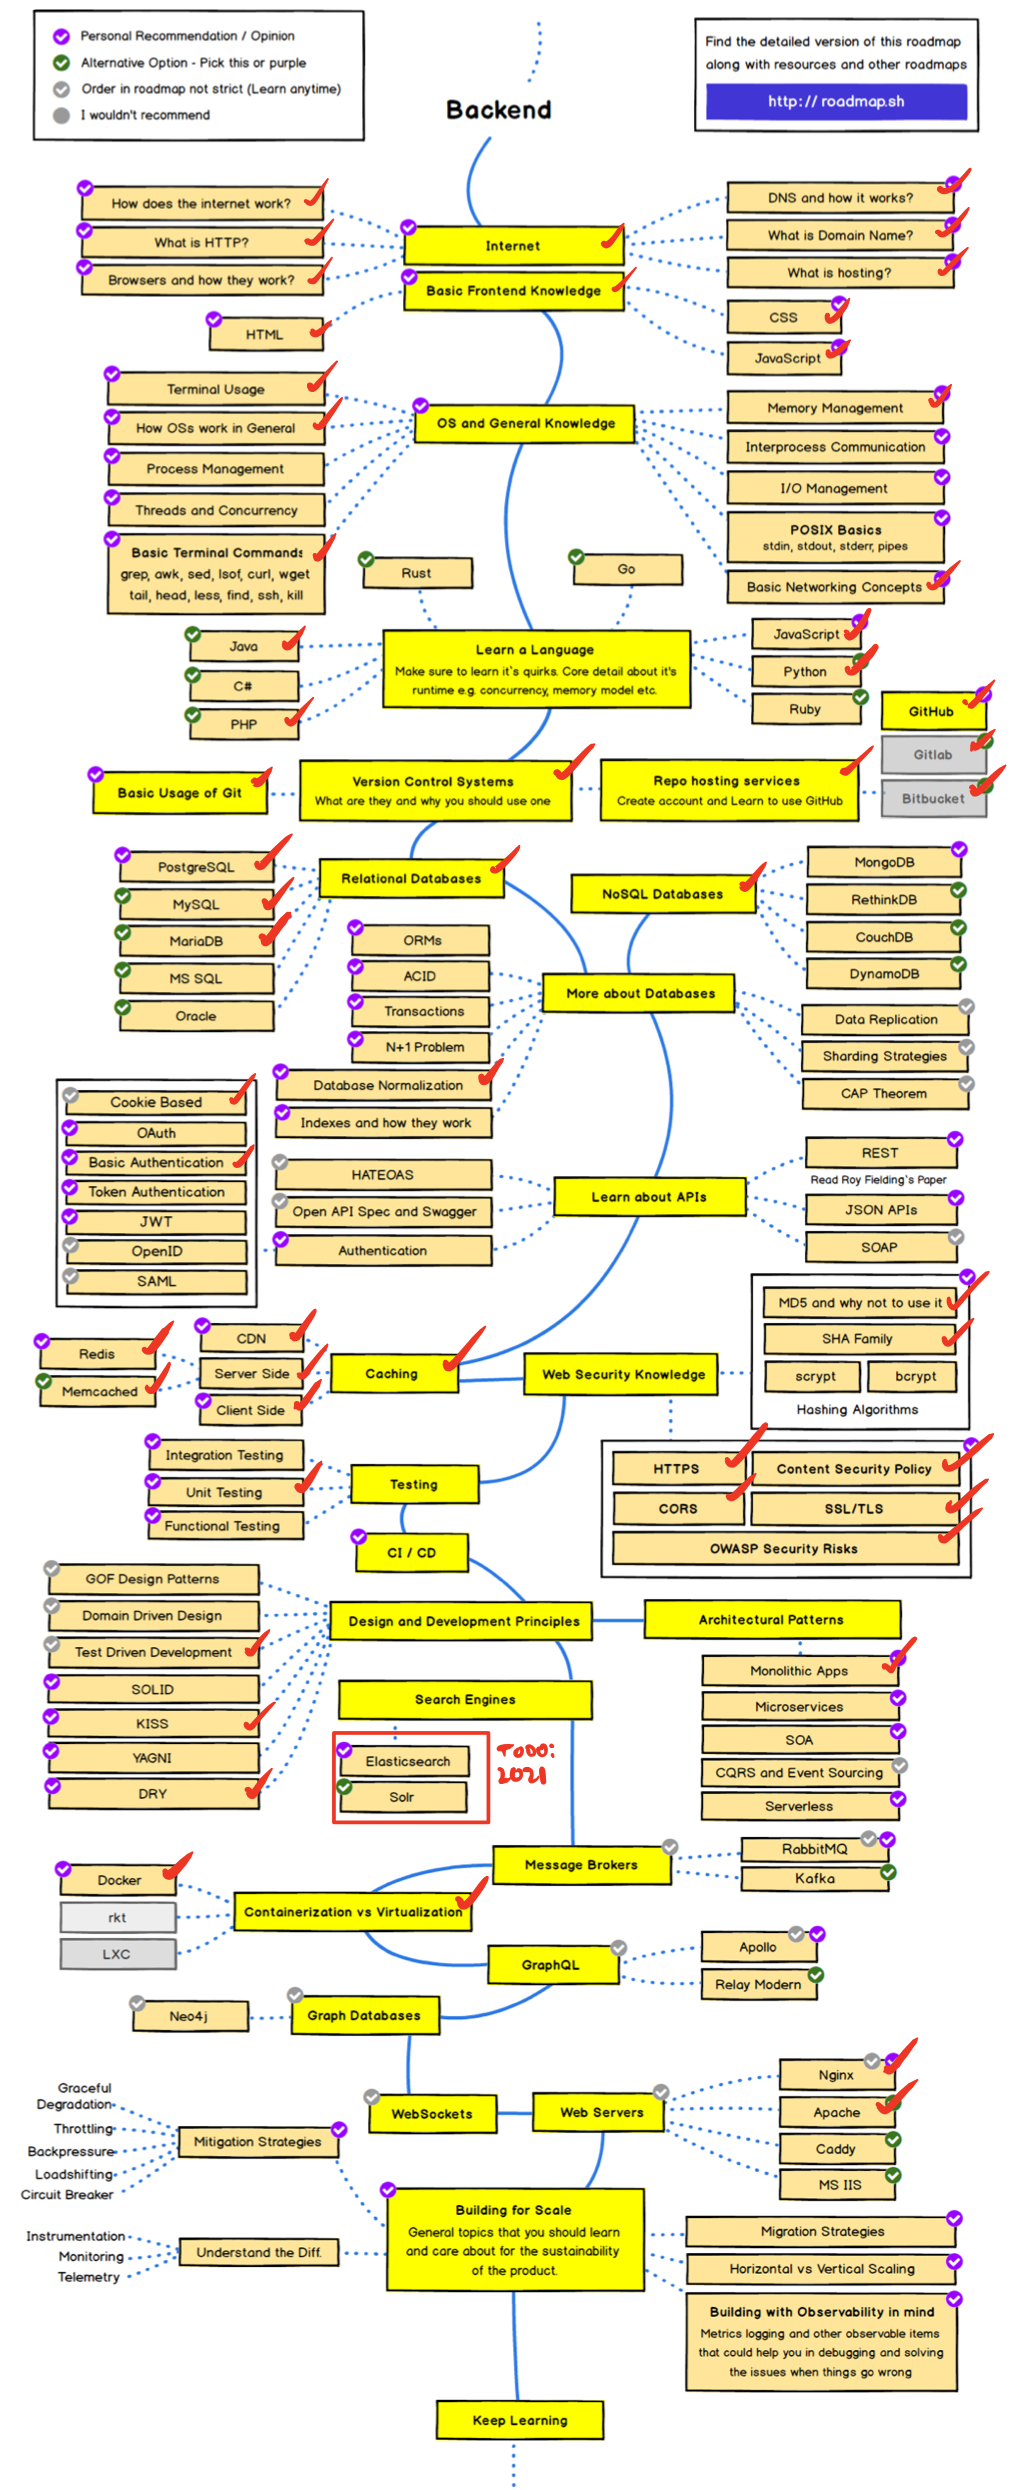 Personal Recommendation / Opinion
Alternative Option - Pick this or purple
Order in roadmap not strict (Learn anytime)
I wouldn't recommend
Find the detailed version of this roadmap
along with resources and other roadmaps
http:// roadmap.sh
Backend
How does the internet work?
What is HTTP?
Browsers and how they work?
Internet
DNS and how it works?
What is Domain Name?
What is hosting?
Basic Frontend Knowledge
HTML
CSS
JavaScript
Terminal Usage
How OSs work in General
Process Management
Threads and Concurrency
Basic Terminal Commands
grep, awk, sed, lsof, curl, wget
tail, head, less, find, ssh, kill
OS and General Knowledge
Memory Management
Interprocess Communication
I/O Management
POSIX Basics
stdin, stdout, stderr, pipes
Basic Networking Concepts
Rust
Go
Java
C#
PHP
Learn a Language
Make sure to learn it's quirks. Core detail about it's
runtime e.g. concurrency, memory model etc.
JavaScript
Python
Ruby
GitHub
Gitlab
Bitbucket
Basic Usage of Git
Version Control Systems
What are they and why you should use one
Repo hosting services
Create account and Learn to use GitHub
PostgreSQL
MySQL
MariaDB
MS SQL
Oracle
Relational Databases
NoSQL Databases
MongoDB
RethinkDB
CouchDB
DynamoDB
ORMs
ACID
Transactions
N+1 Problem
Database Normalization
Indexes and how they work
More about Databases
Data Replication
Sharding Strategies
CAP Theorem
Cookie Based
OAuth
Basic Authentication
Token Authentication
JWT
OpenID
SAML
HATEOAS
Open API Spec and Swagger
Authentication
Learn about APIs
REST
Read Roy Fielding's Paper
JSON APIs
SOAP
MD5 and why not to use it
SHA Family
scrypt
bcrypt
Hashing Algorithms
Redis
Memcached
CDN
Server Side
Client Side
Caching
Web Security Knowledge
HTTPS
Content Security Policy
CORS
SSL/TLS
OWASP Security Risks
Integration Testing
Unit Testing
Functional Testing
Testing
CI / CD
GOF Design Patterns
Domain Driven Design
Test Driven Development
SOLID
KISS
YAGNI
DRY
Design and Development Principles
Architectural Patterns
Monolithic Apps
Microservices
SOA
CQRS and Event Sourcing
Serverless
Search Engines
Elasticsearch
Solr
TODO:
2021
Message Brokers
RabbitMQ
Kafka
Docker
rkt
LXC
Containerization vs Virtualization
GraphQL
Apollo
Relay Modern
Neo4j
Graph Databases
WebSockets
Web Servers
Nginx
Apache
Caddy
MS IIS
Graceful
Degradation
Throttling
Backpressure
Loadshifting
Circuit Breaker
Mitigation Strategies
Instrumentation
Monitoring
Telemetry
Understand the Diff.
Building for Scale
General topics that you should learn
and care about for the sustainability
of the product.
Migration Strategies
Horizontal vs Vertical Scaling
Building with Observability in mind
Metrics logging and other observable items
that could help you in debugging and solving
the issues when things go wrong
Keep Learning